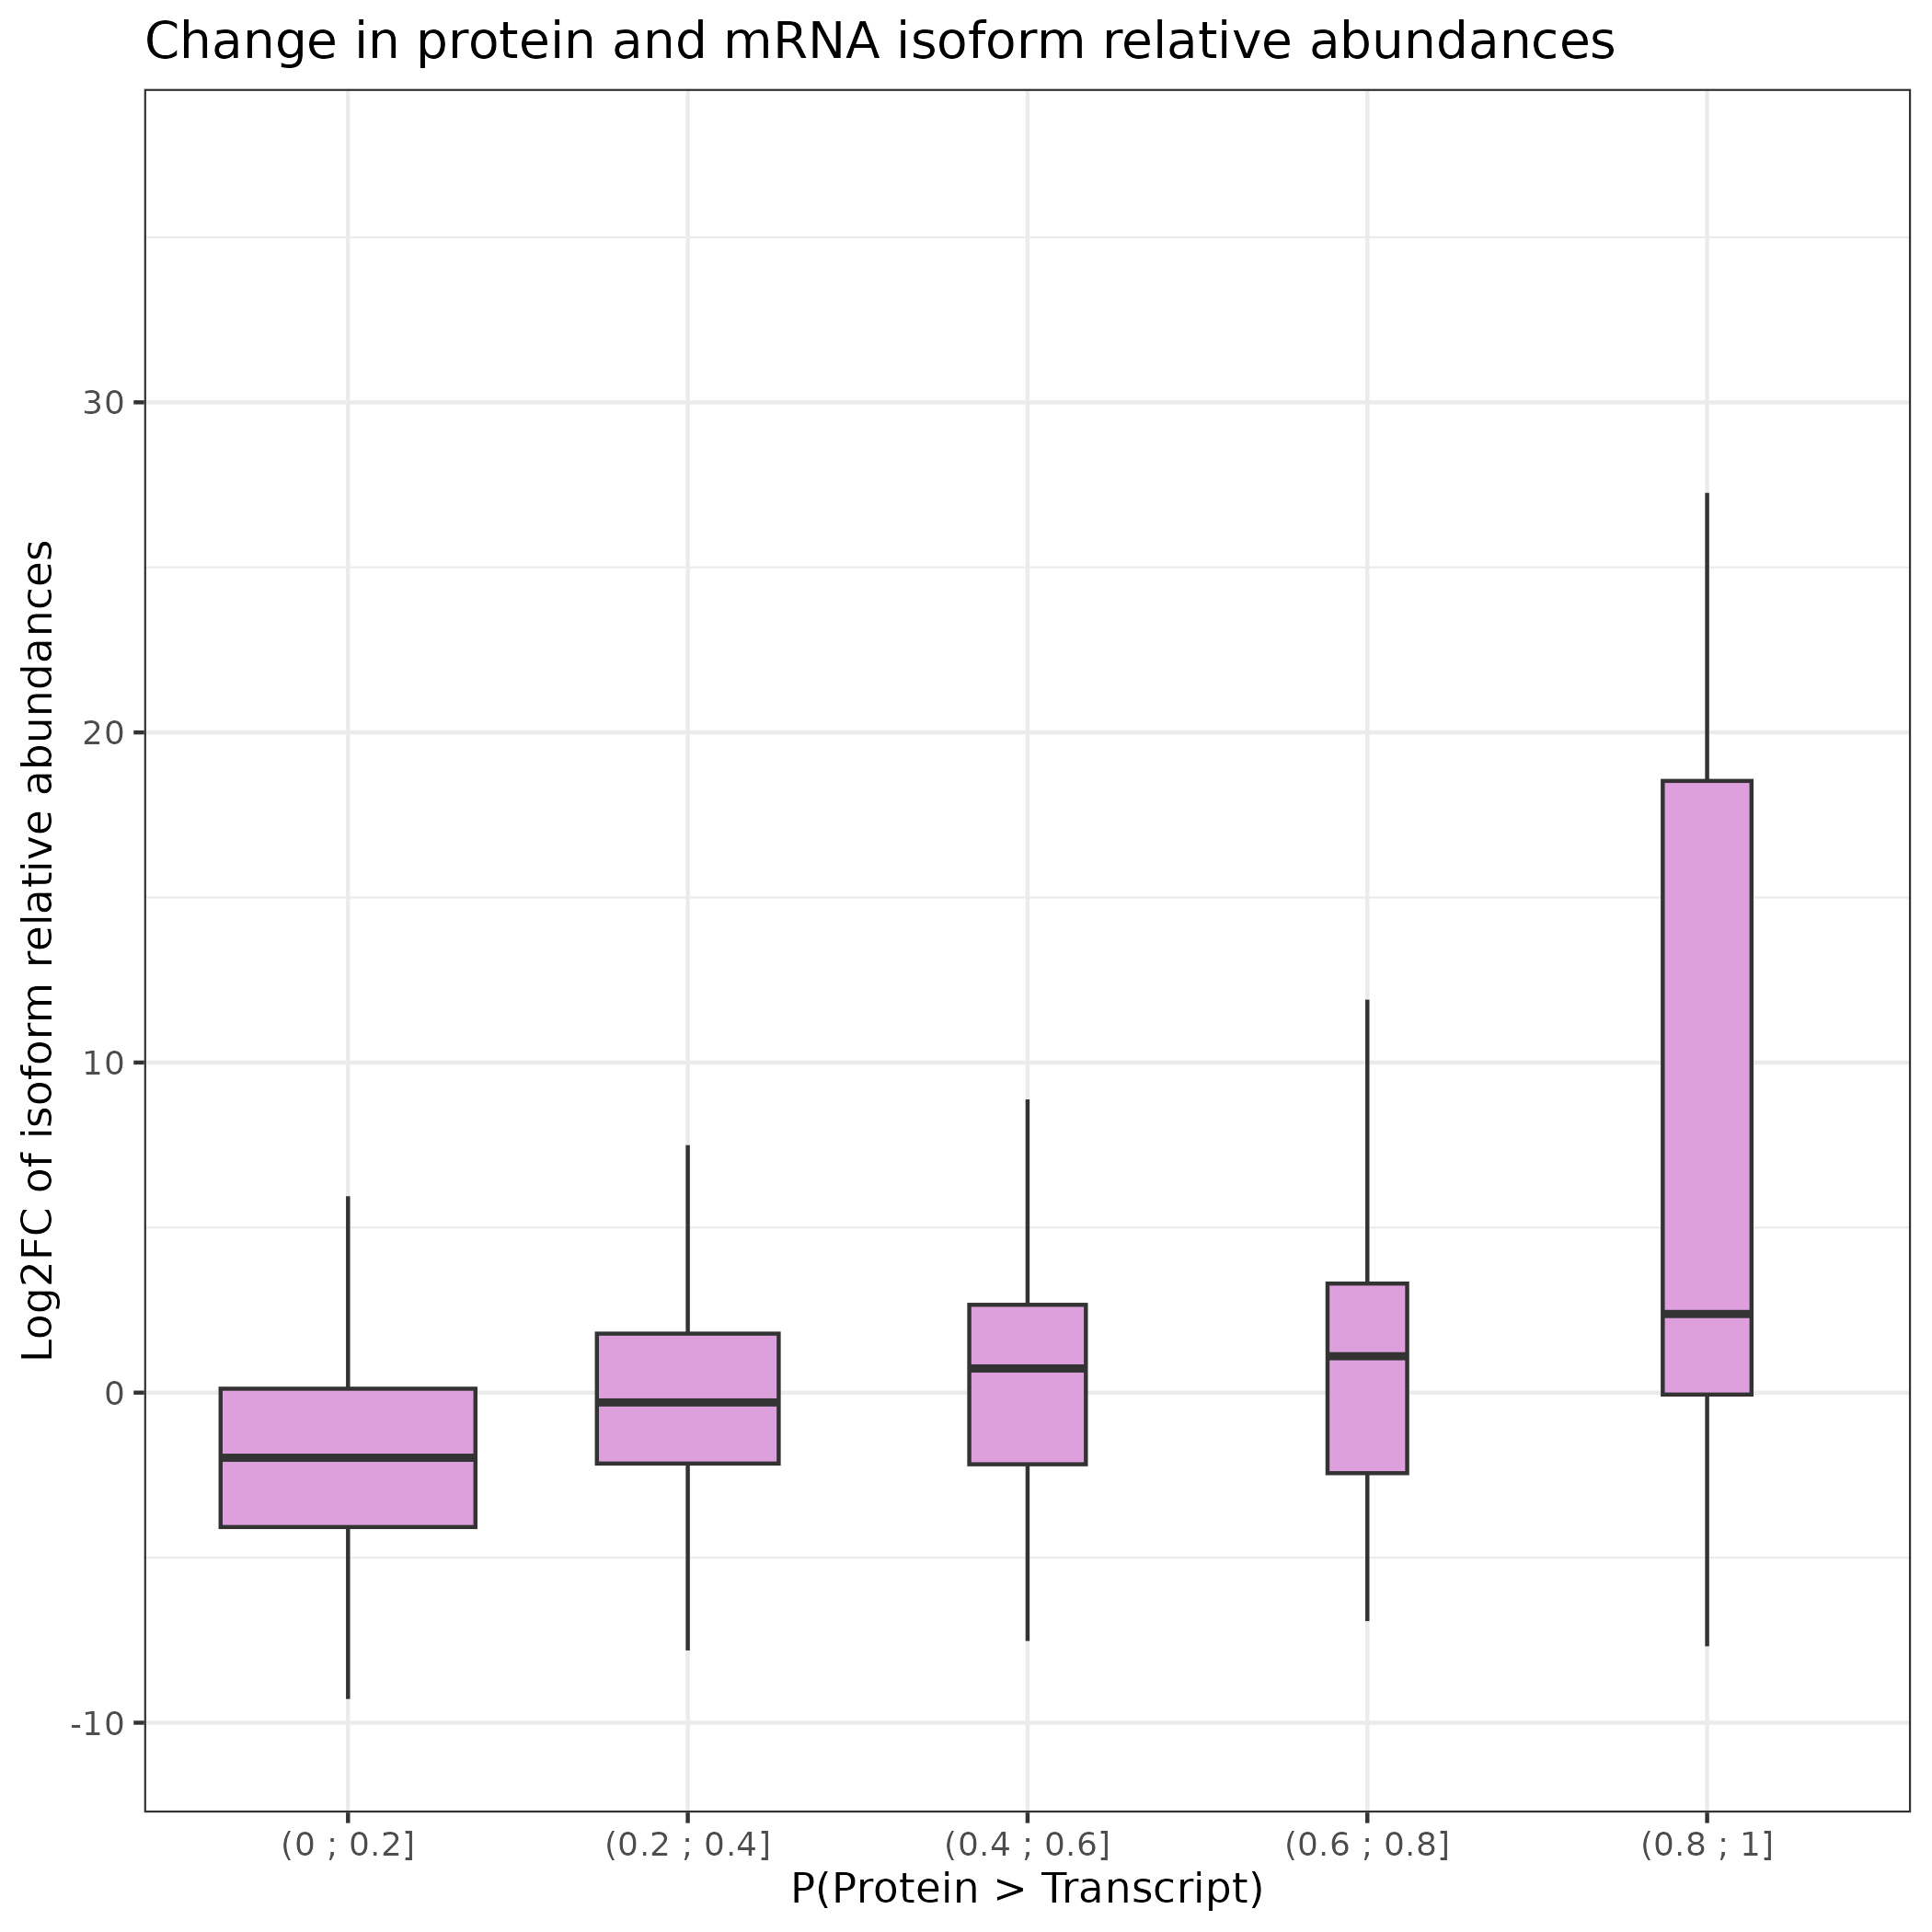 Change in protein and mRNA isoform relative abundances
Log2FC of isoform relative abundances
30
20
10
0
-10
(0 ; 0.2]
(0.2 ; 0.4]
(0.4 ; 0.6]
(0.6 ; 0.8]
(0.8 ; 1]
P(Protein > Transcript)